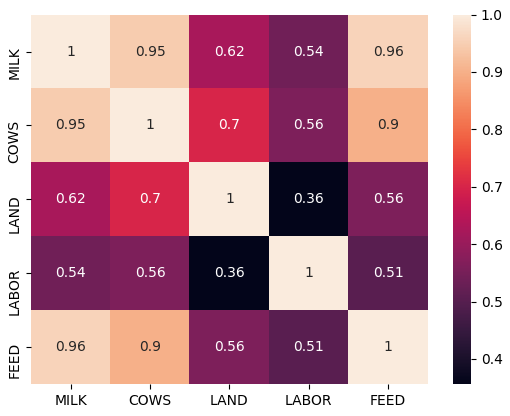 MILK 1 0.95 0.62 0.54 0.96
COWS 0.95 1 0.7 0.56 0.9
LAND 0.62 0.7 1 0.36 0.56
LABOR 0.54 0.56 0.36 1 0.51
FEED 0.96 0.9 0.56 0.51 1
MILK COWS LAND LABOR FEED
1.0
0.9
0.8
0.7
0.6
0.5
0.4